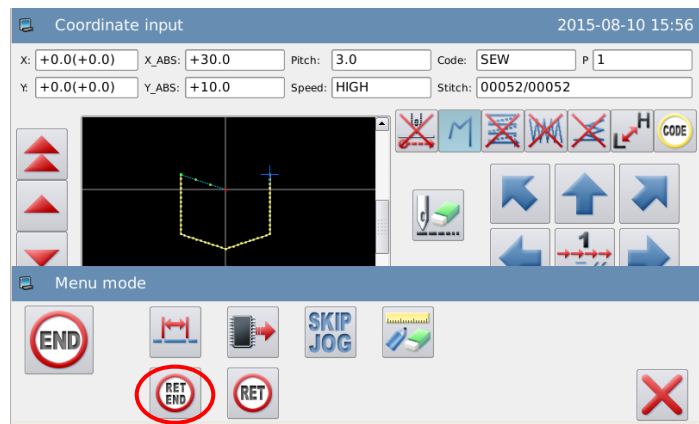 Coordinate input 2015-08-10 15:56
X: +0.0(+0.0) X_ABS: +30.0 Pitch: 3.0 Code: SEW P 1
Y: +0.0(+0.0) Y_ABS: +10.0 Speed: HIGH Stitch: 00052/00052
H
L
CODE
1
Menu mode
END
SKIP
JOG
RET
END
RET